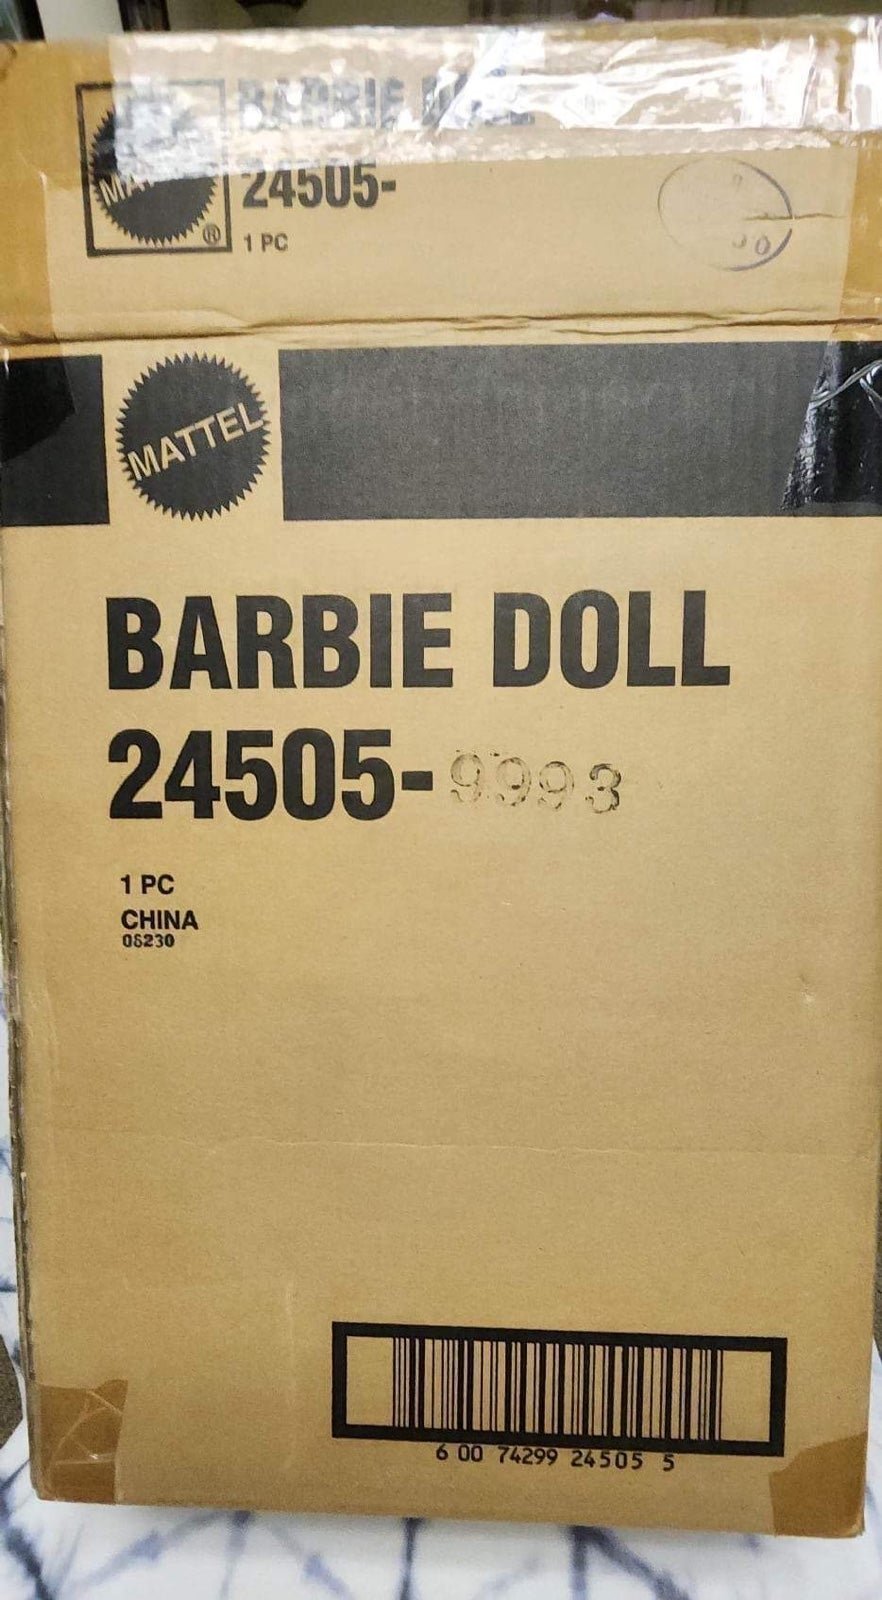 BARBIE DOLL
MATTEL
24505-
®
1 PC
MATTEL
BARBIE DOLL
24505-9993
1 PC
CHINA
06230
6 00 74299 24505 5